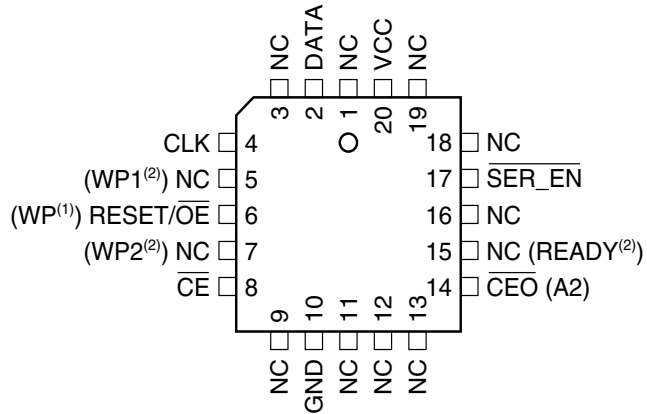 NC
DATA
NC
VCC
NC
3
2
1
20
19
CLK 4
(WP1(2)) NC 5
(WP(1)) RESET/OE 6
(WP2(2)) NC 7
CE 8
18 NC
17 SER_EN
16 NC
15 NC (READY(2))
14 CEO (A2)
9
10
11
12
13
NC
GND
NC
NC
NC